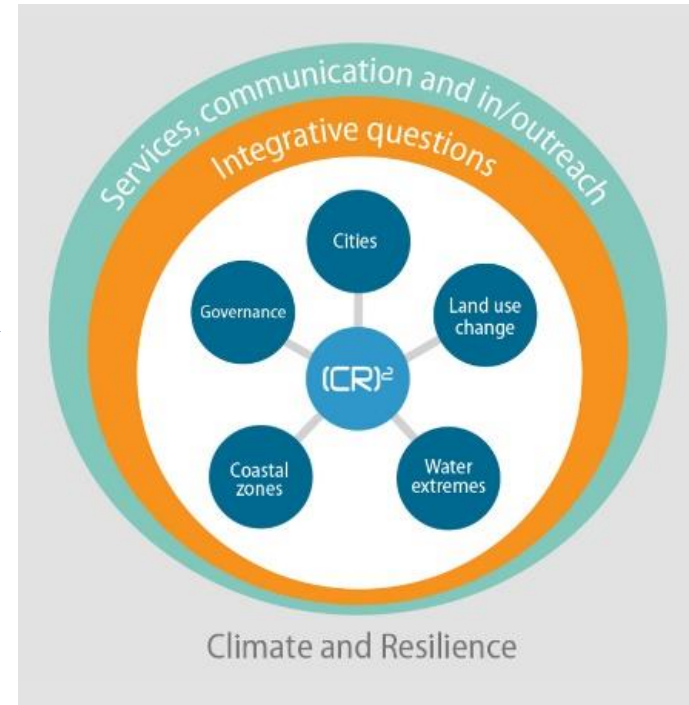 Services, communication and in/outreach
Integrative questions
Cities
Governance
Land use
change
(CR)²
Coastal
zones
Water
extremes
Climate and Resilience